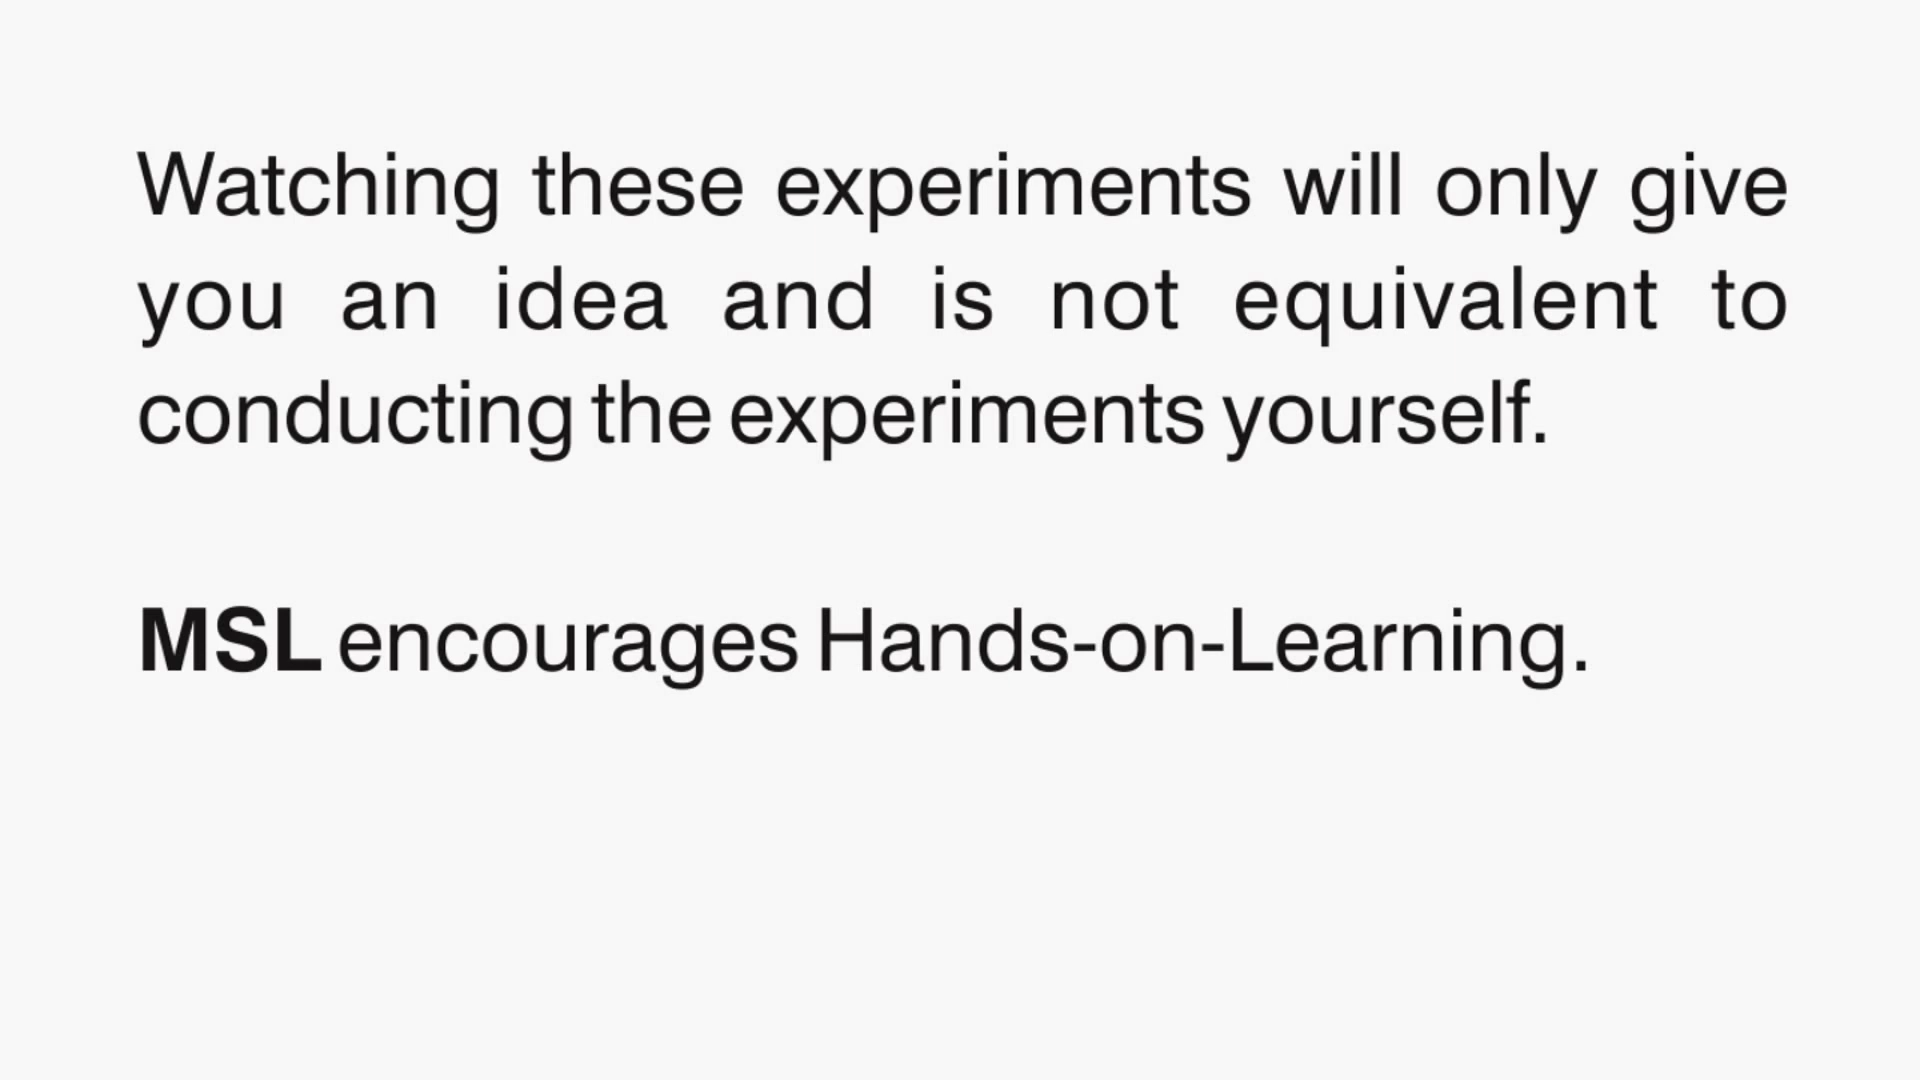 Watching these experiments will only give
you an idea and is not equivalent to
conducting the experiments yourself.
MSL encourages Hands-on-Learning.